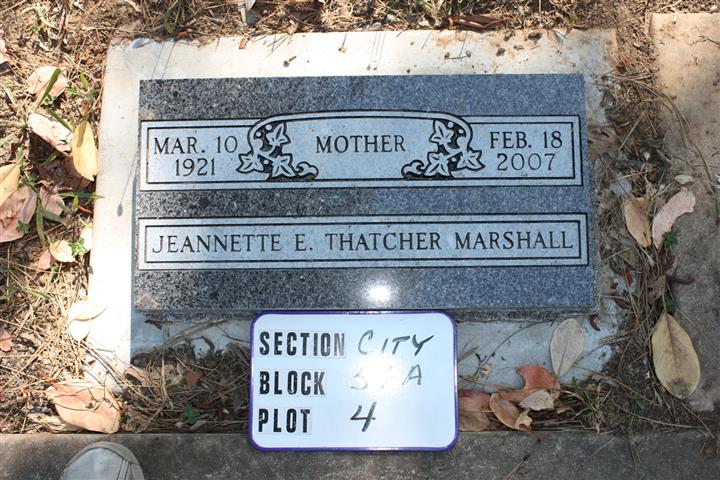 MAR. 10
1921
MOTHER
FEB. 18
2007
JEANNETTE E. THATCHER MARSHALL
SECTION CITY
BLOCK
PLOT 4